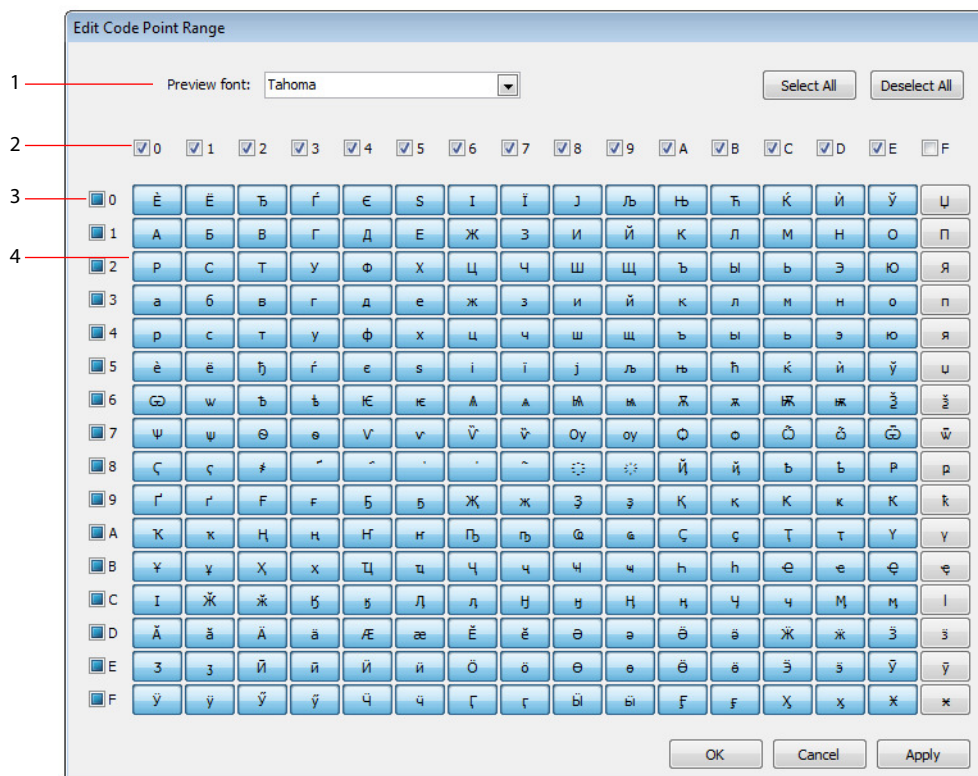 Edit Code Point Range
1 Preview font: Tahoma Select All Deselect All
2 0 1 2 3 4 5 6 7 8 9 A B C D E F
3 0 Ѐ Ё Ђ Ѓ Є Ѕ І Ї Ј Љ Њ Ћ Ќ Ѝ Ў Џ
1 А Б В Г Д Е Ж З И Й К Л М Н О П
4
2 Р С Т У Ф Х Ц Ч Ш Щ Ъ Ы Ь Э Ю Я
3 а б в г д е ж з и й к л м н о п
4 р с т у ф х ц ч ш щ ъ ы ь э ю я
5 ѐ ё ђ ѓ є ѕ і ї ј љ њ ћ ќ ѝ ў џ
6 Ѡ ѡ Ѣ ѣ Ѥ ѥ Ѧ ѧ Ѩ ѩ Ѫ ѫ Ѭ ѭ Ѯ ѯ
7 Ѱ ѱ Ѳ ѳ Ѵ ѵ Ѷ ѷ Ѹ ѹ Ѻ ѻ Ѽ ѽ Ѿ ѿ
8 Ҁ ҁ ҂ ҃ ҄ ҅ ҆ ҇ ҈ ҉ Ҋ ҋ Ҍ ҍ Ҏ ҏ
9 Ґ ґ Ғ ғ Ҕ ҕ Җ җ Ҙ ҙ Қ қ Ҝ ҝ Ҟ ҟ
A Ҡ ҡ Ң ң Ҥ ҥ Ҧ ҧ Ҩ ҩ Ҫ ҫ Ҭ ҭ Ү ү
B Ұ ұ Ҳ ҳ Ҵ ҵ Ҷ ҷ Ҹ ҹ Һ һ Ҽ ҽ Ҿ ҿ
C Ӏ Ӂ ӂ Ӄ ӄ Ӆ ӆ Ӈ ӈ Ӊ ӊ Ӌ ӌ Ӎ ӎ ӏ
D Ӑ ӑ Ӓ ӓ Ӕ ӕ Ӗ ӗ Ә ә Ӛ ӛ Ӝ ӝ Ӟ ӟ
E Ӡ ӡ Ӣ ӣ Ӥ ӥ Ӧ ӧ Ө ө Ӫ ӫ Ӭ ӭ Ӯ ӯ
F Ӱ ӱ Ӳ ӳ Ӵ ӵ Ӷ ӷ Ӹ ӹ Ӻ ӻ Ӽ ӽ Ӿ ӿ
OK Cancel Apply